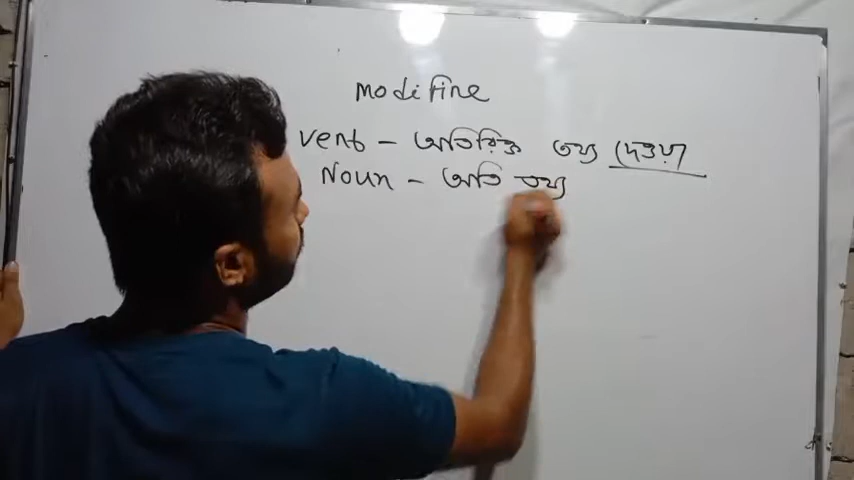 modifine
verb - অতিরিক্ত তথ্য দেওয়া
Noun - অতি তথ্য